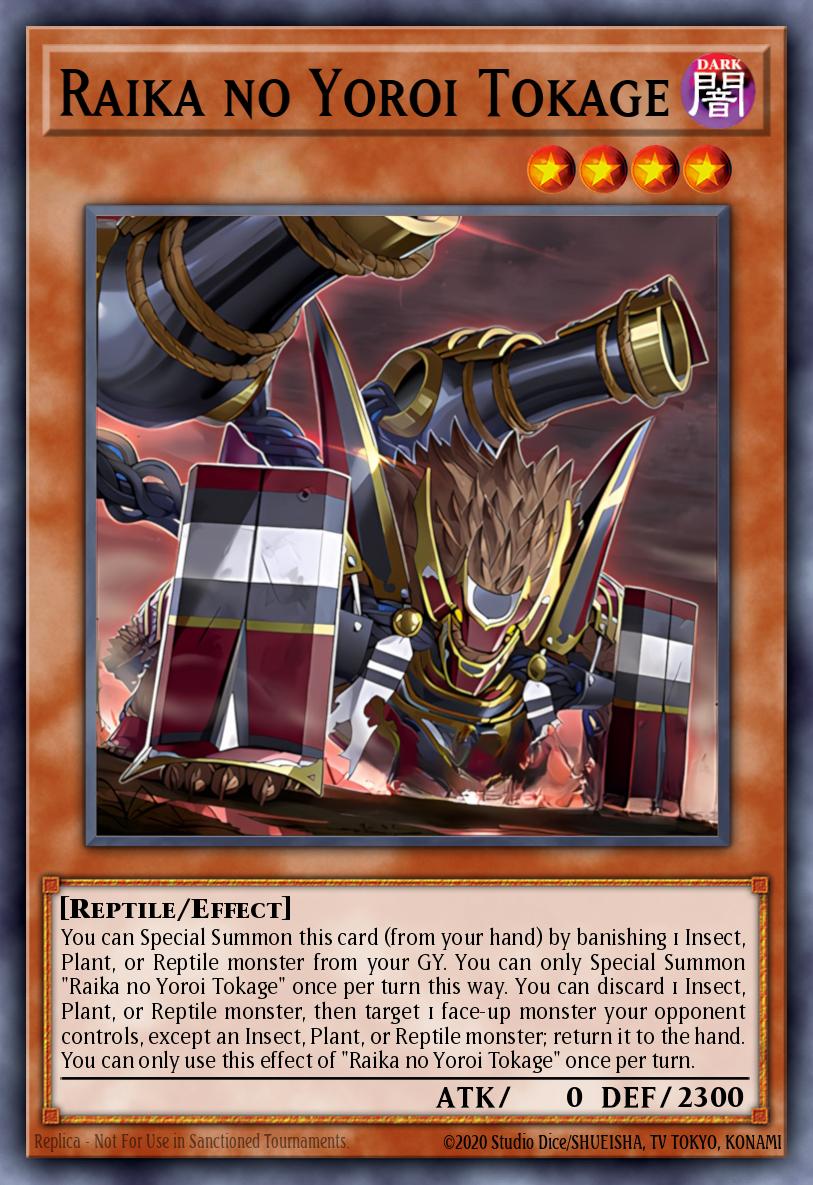 Raika no Yoroi Tokage
DARK
闇
[Reptile/Effect]
You can Special Summon this card (from your hand) by banishing 1 Insect,
Plant, or Reptile monster from your GY. You can only Special Summon
"Raika no Yoroi Tokage" once per turn this way. You can discard 1 Insect,
Plant, or Reptile monster, then target 1 face-up monster your opponent
controls, except an Insect, Plant, or Reptile monster; return it to the hand.
You can only use this effect of "Raika no Yoroi Tokage" once per turn.
ATK/ 0 DEF/2300
Replica - Not For Use in Sanctioned Tournaments.
©2020 Studio Dice/SHUEISHA, TV TOKYO, KONAMI